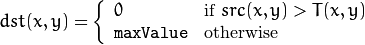 dst(x,y) = { 0 if src(x,y) > T(x,y)
maxValue otherwise